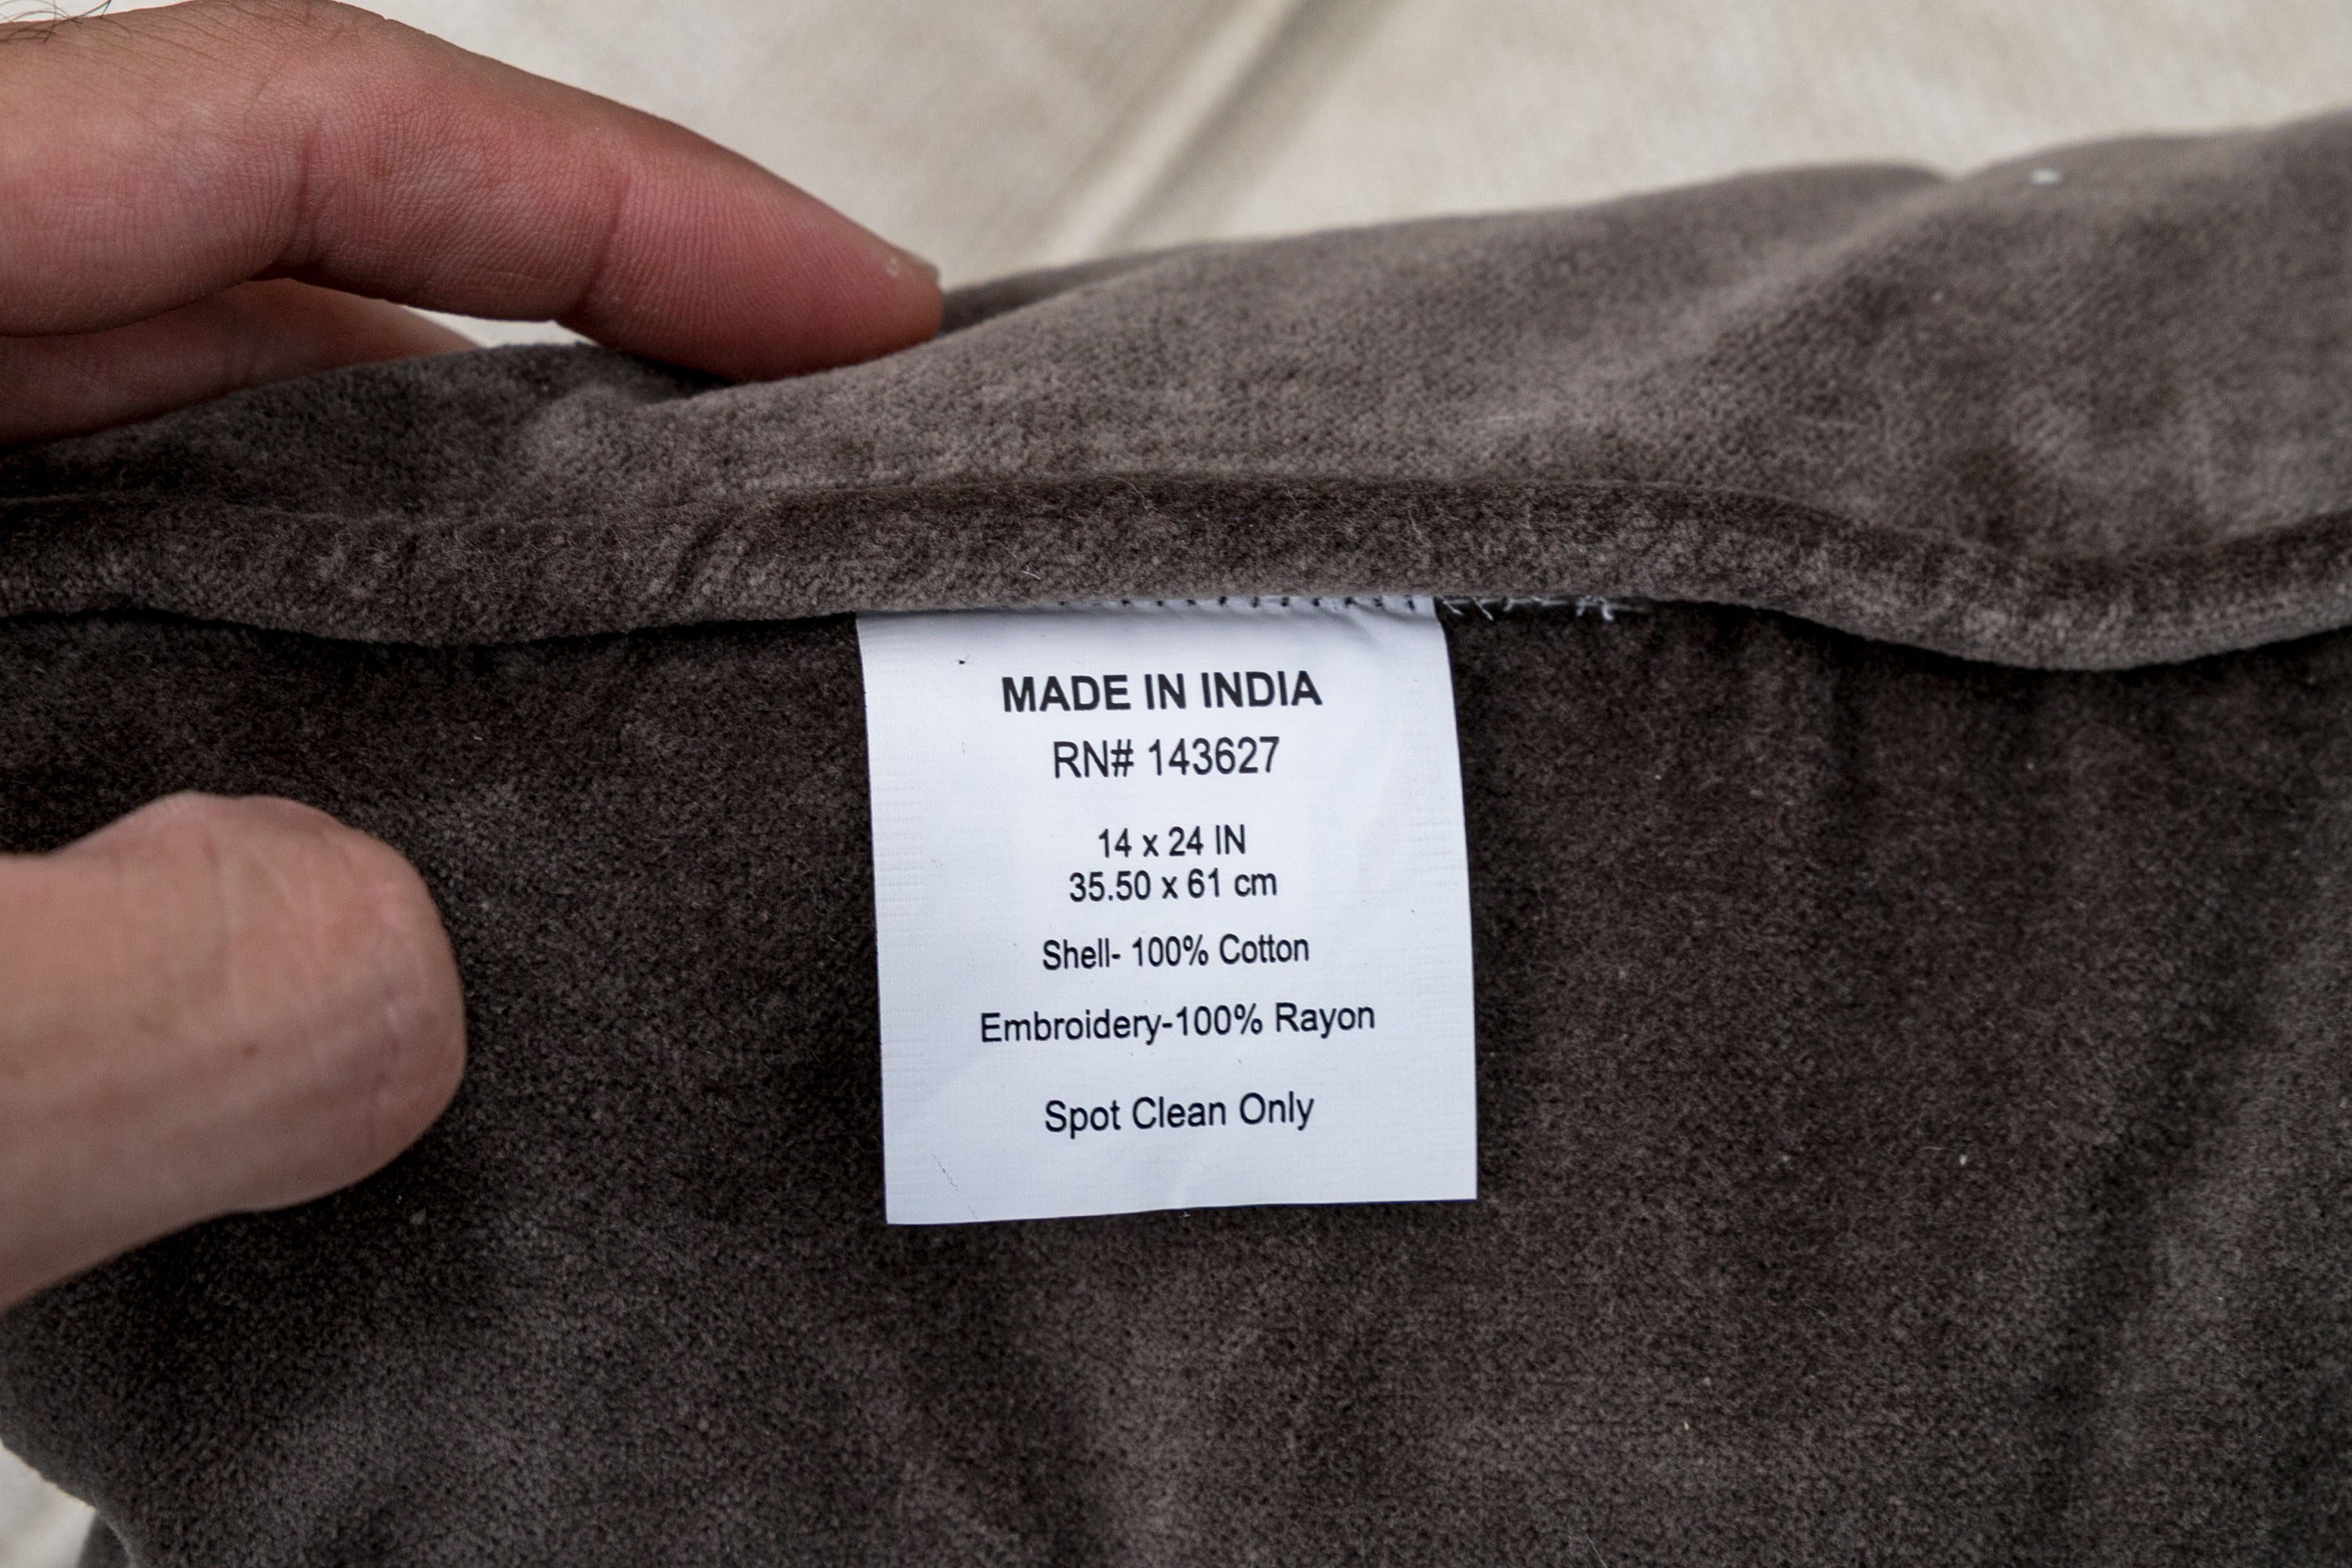 MADE IN INDIA
RN# 143627
14 x 24 IN
35.50 x 61 cm
Shell- 100% Cotton
Embroidery-100% Rayon
Spot Clean Only